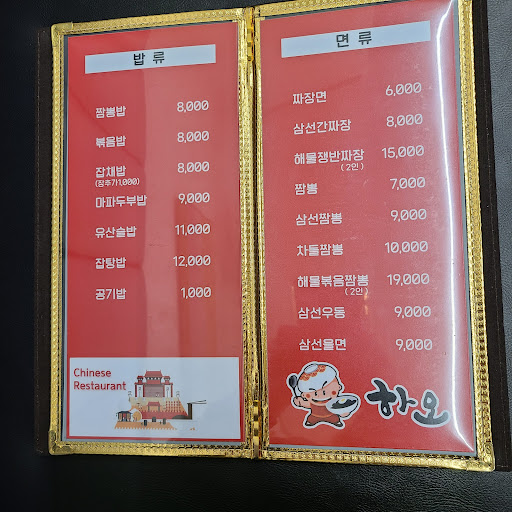 밥 류
짬뽕밥 8,000
볶음밥 8,000
잡채밥 8,000
(짬추가1,000)
마파두부밥 9,000
유산슬밥 11,000
잡탕밥 12,000
공기밥 1,000
Chinese
Restaurant
면 류
짜장면 6,000
삼선간짜장 8,000
해물쟁반짜장 15,000
(2인)
짬뽕 7,000
삼선짬뽕 9,000
차돌짬뽕 10,000
해물볶음짬뽕 19,000
(2인)
삼선우동 9,000
삼선울면 9,000
하오